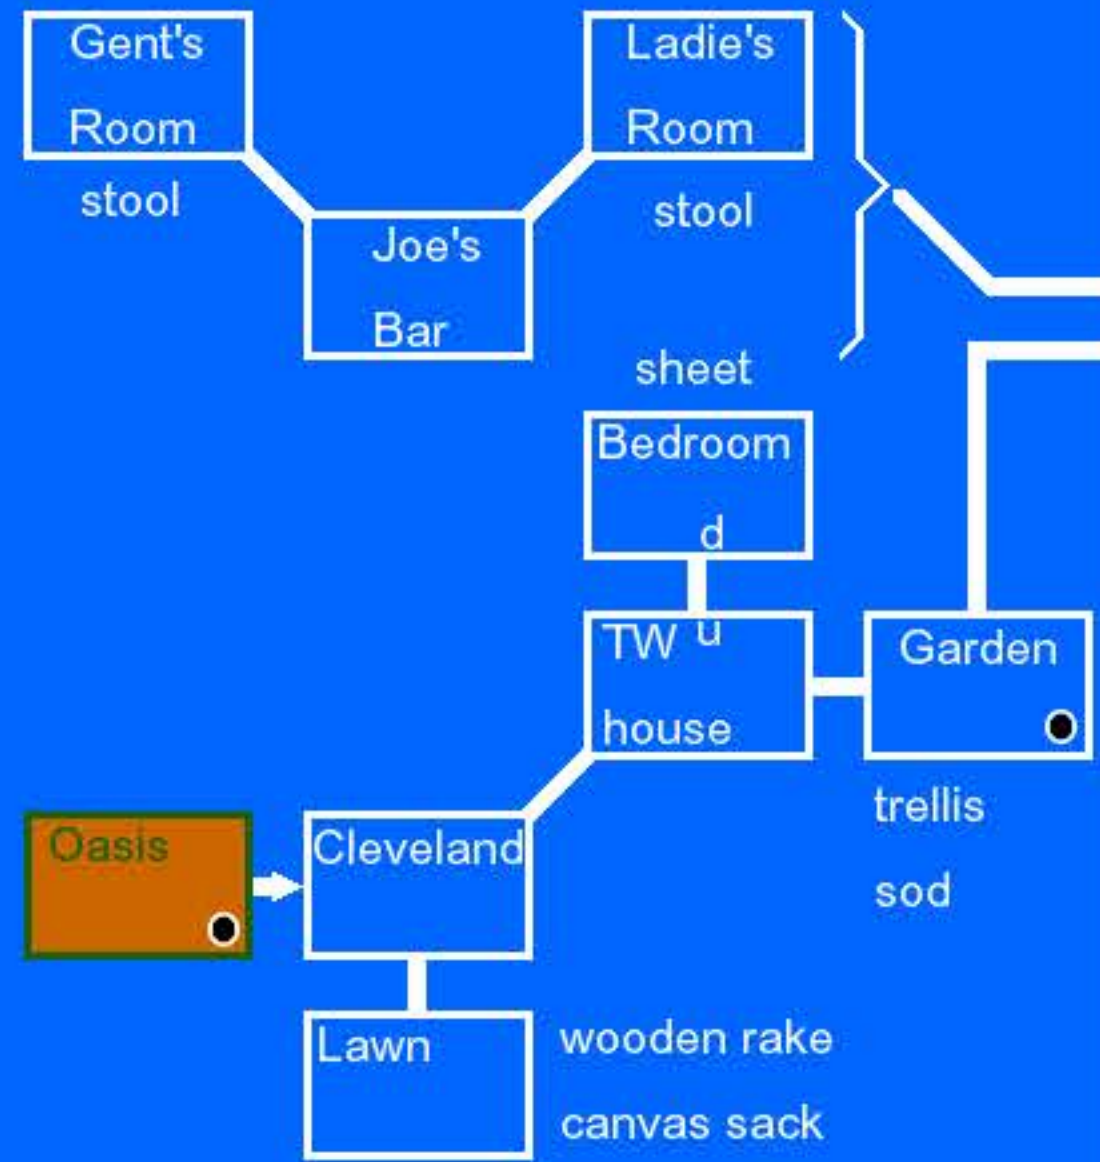 Gent's
Room
stool
Ladie's
Room
stool
Joe's
Bar
sheet
Bedroom
d
u
TW
house
Garden
trellis
sod
Oasis
Cleveland
Lawn
wooden rake
canvas sack